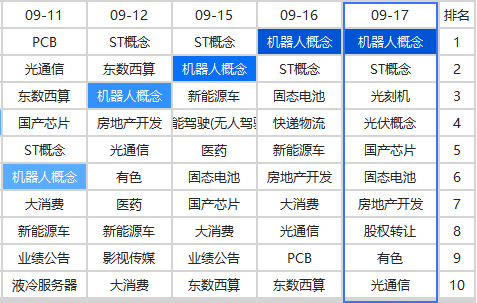 09-11 09-12 09-15 09-16 09-17 排名
PCB ST概念 ST概念 机器人概念 机器人概念 1
光通信 东数西算 机器人概念 ST概念 ST概念 2
东数西算 机器人概念 新能源车 固态电池 光刻机 3
国产芯片 房地产开发 能驾驶(无人驾驶 快递物流 光伏概念 4
ST概念 光通信 医药 新能源车 国产芯片 5
机器人概念 有色 固态电池 房地产开发 固态电池 6
大消费 医药 国产芯片 大消费 房地产开发 7
新能源车 新能源车 大消费 光通信 股权转让 8
业绩公告 影视传媒 业绩公告 PCB 有色 9
液冷服务器 大消费 东数西算 东数西算 光通信 10